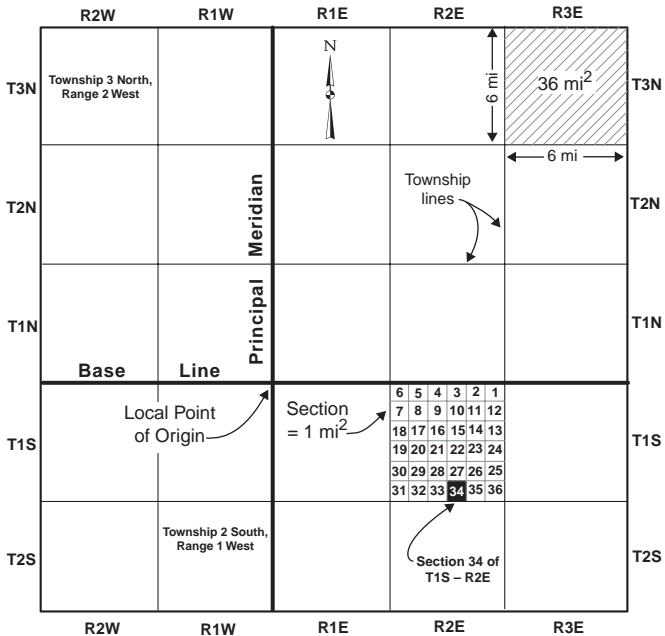 R2W R1W R1E R2E R3E
N
T3N Township 3 North, 6 mi 36 mi² T3N
Range 2 West
6 mi
Township
lines
T2N Meridian T2N
T1N Principal T1N
Base Line
6 5 4 3 2 1
Local Point Section 7 8 9 10 11 12
of Origin = 1 mi² 18 17 16 15 14 13
T1S 19 20 21 22 23 24 T1S
30 29 28 27 26 25
31 32 33 34 35 36
Township 2 South,
Range 1 West
T2S Section 34 of T2S
T1S – R2E
R2W R1W R1E R2E R3E